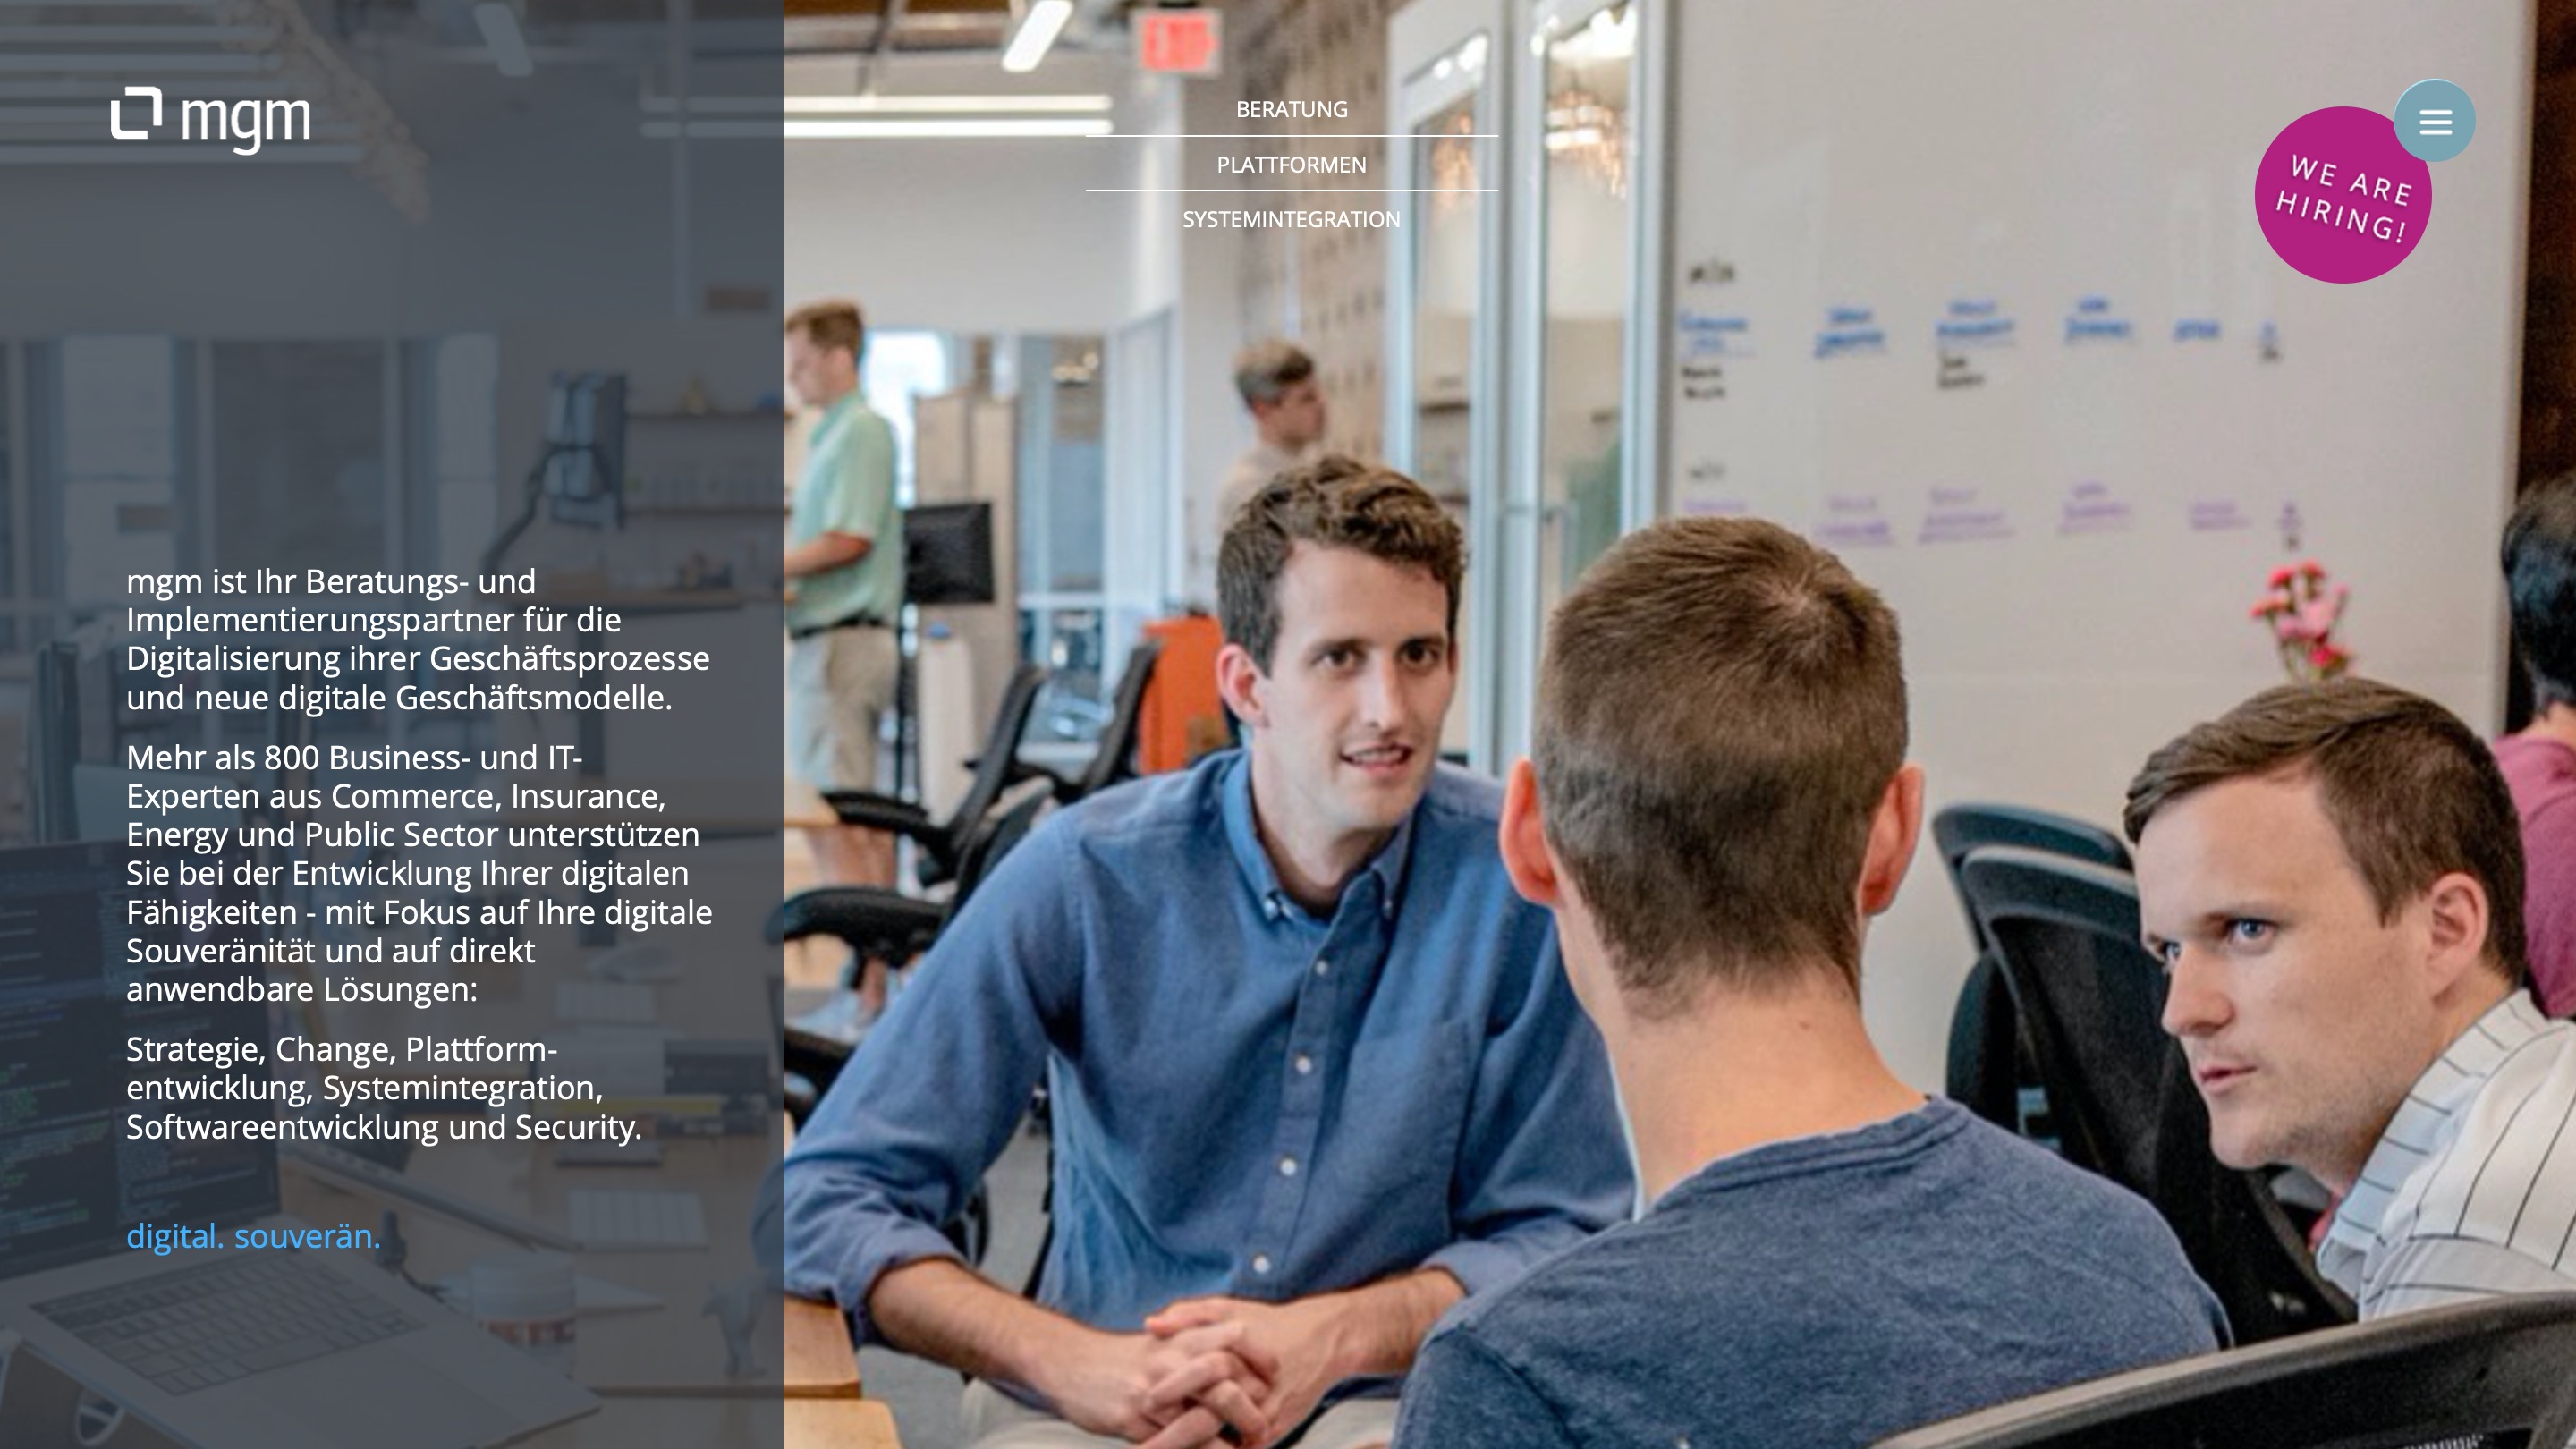 mgm
BERATUNG
PLATTFORMEN
SYSTEMINTEGRATION
WE ARE
HIRING!
mgm ist Ihr Beratungs- und
Implementierungspartner für die
Digitalisierung ihrer Geschäftsprozesse
und neue digitale Geschäftsmodelle.
Mehr als 800 Business- und IT-
Experten aus Commerce, Insurance,
Energy und Public Sector unterstützen
Sie bei der Entwicklung Ihrer digitalen
Fähigkeiten - mit Fokus auf Ihre digitale
Souveränität und auf direkt
anwendbare Lösungen:
Strategie, Change, Plattform-
entwicklung, Systemintegration,
Softwareentwicklung und Security.
digital. souverän.